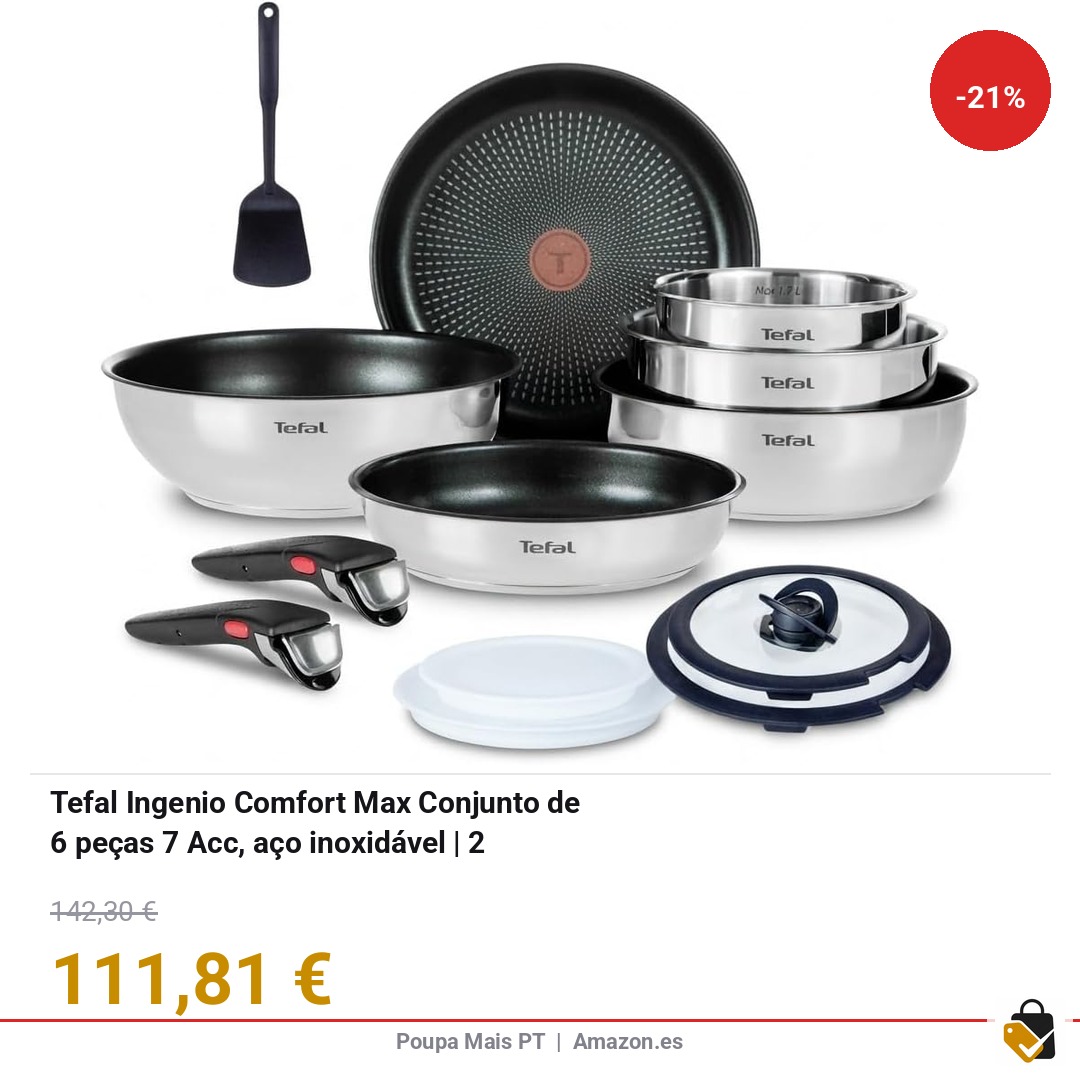 -21%
Max 1.7 L
Tefal
Tefal
Tefal
Tefal
Tefal
Tefal Ingenio Comfort Max Conjunto de
6 peças 7 Acc, aço inoxidável | 2
142,30 €
111,81 €
Poupa Mais PT | Amazon.es